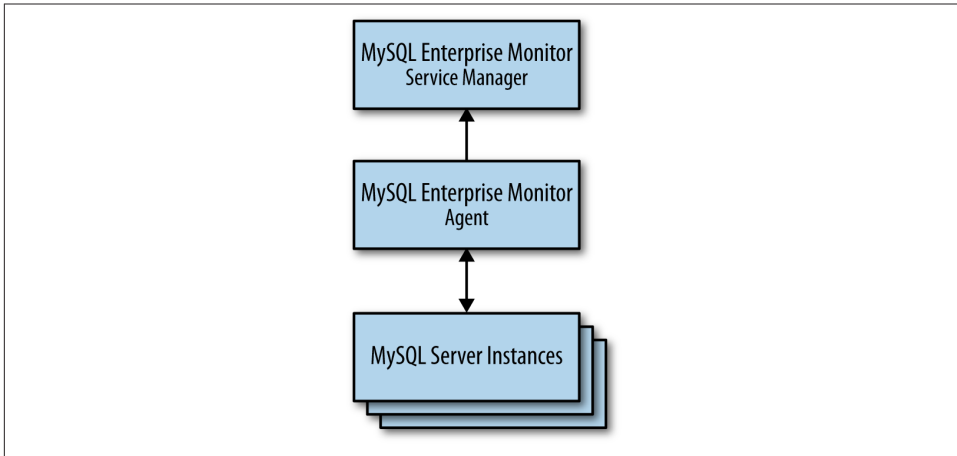 MySQL Enterprise Monitor
Service Manager
MySQL Enterprise Monitor
Agent
MySQL Server Instances